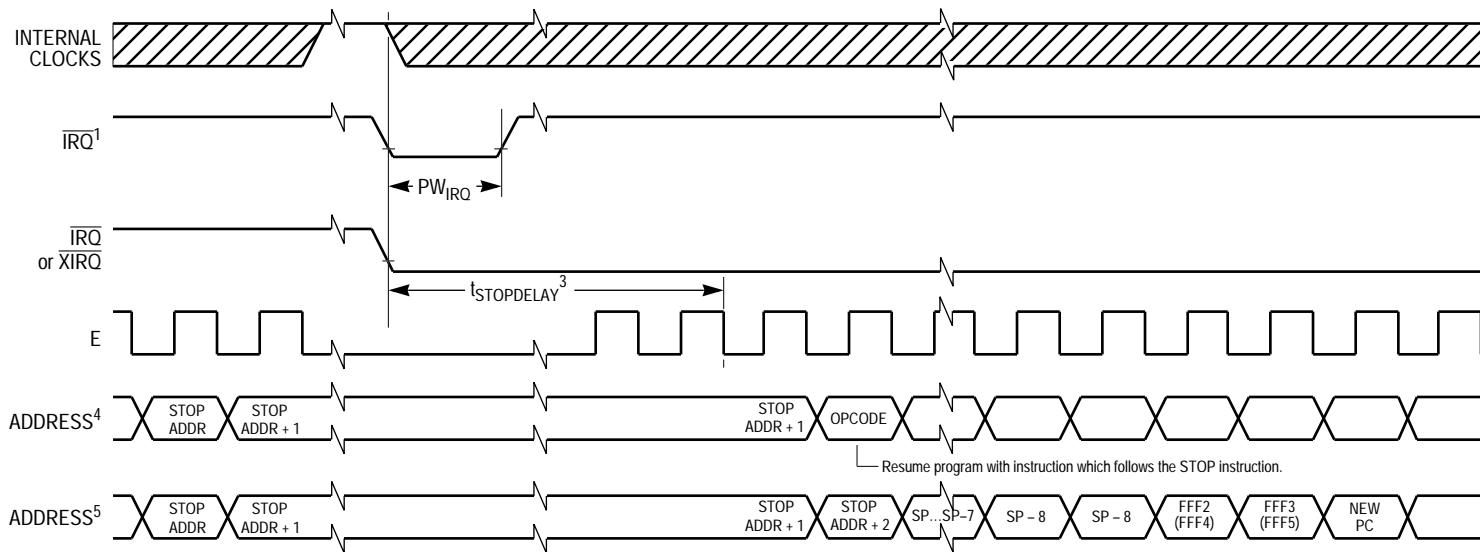 INTERNAL
CLOCKS
IRQ1
PWIRQ
IRQ
or XIRQ
tSTOPDELAY3
E
ADDRESS4
STOP
ADDR
STOP
ADDR + 1
STOP
ADDR + 1
OPCODE
Resume program with instruction which follows the STOP instruction.
ADDRESS5
STOP
ADDR
STOP
ADDR + 1
STOP
ADDR + 1
STOP
ADDR + 2
SP…SP–7
SP – 8
SP – 8
FFF2
(FFF4)
FFF3
(FFF5)
NEW
PC